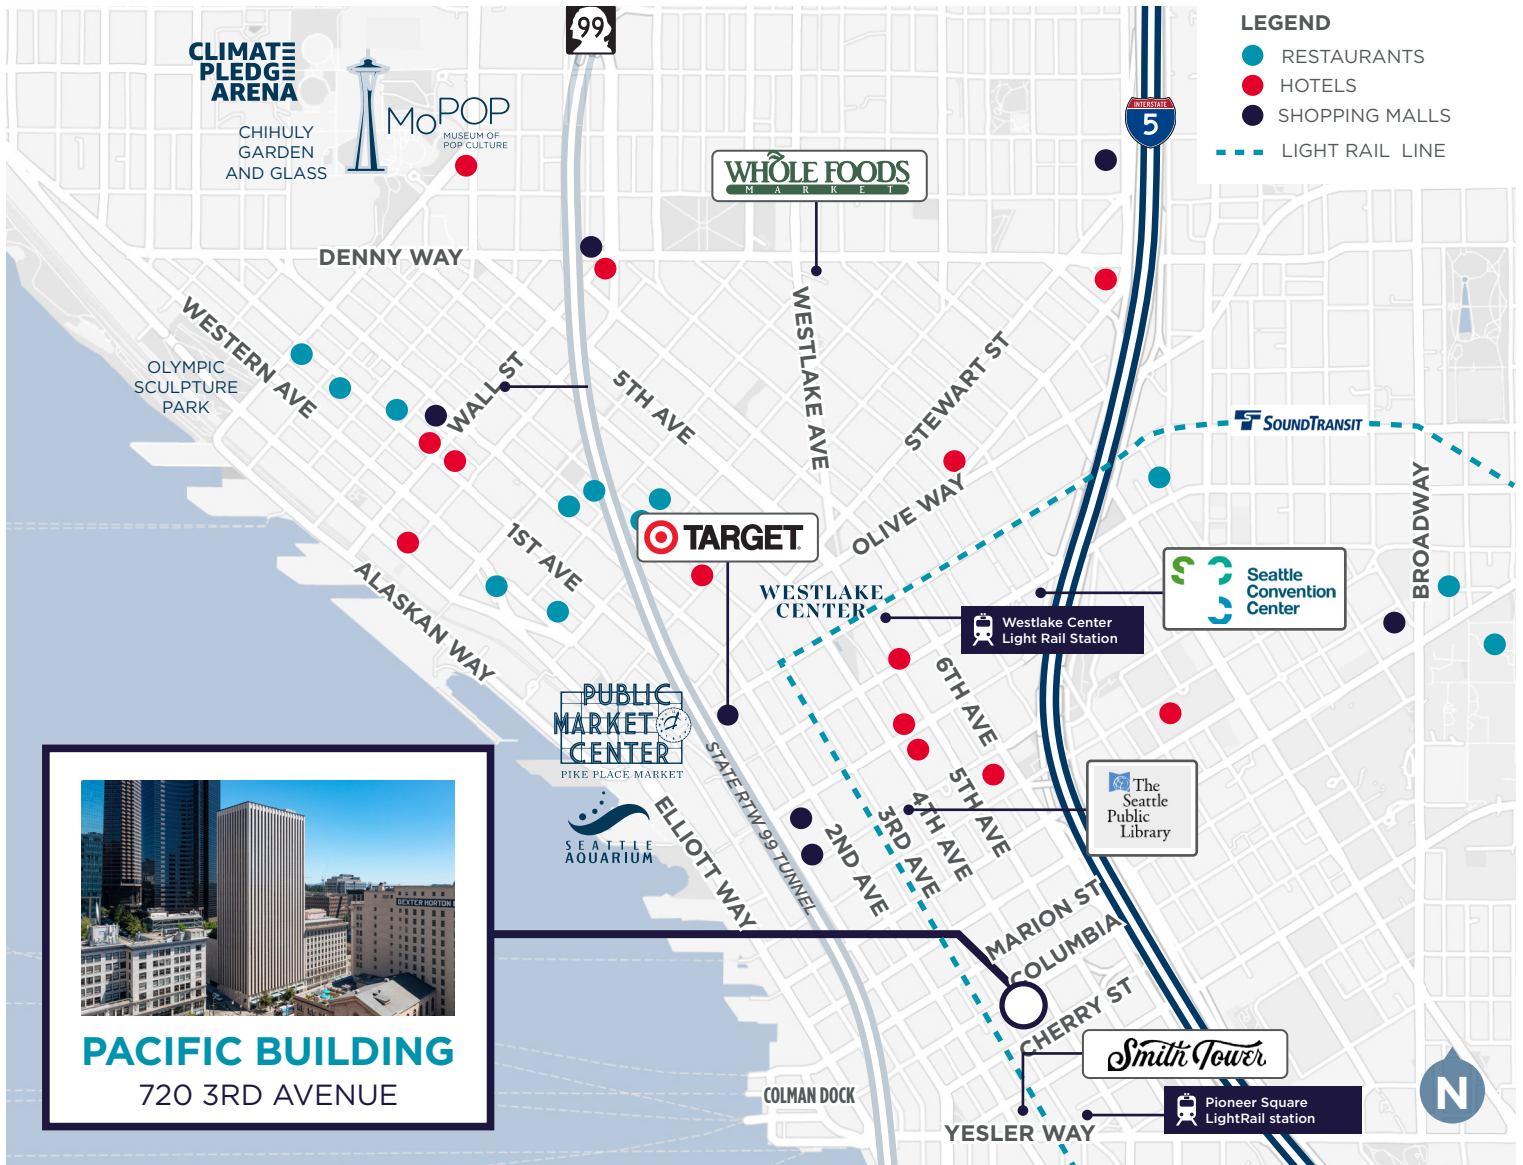 LEGEND
RESTAURANTS
HOTELS
SHOPPING MALLS
LIGHT RAIL LINE
99
INTERSTATE
5
CLIMATE
PLEDGE
ARENA
CHIHULY
GARDEN
AND GLASS
MoPOP
MUSEUM OF
POP CULTURE
WHOLE FOODS
MARKET
DENNY WAY
WESTERN AVE
OLYMPIC
SCULPTURE
PARK
WALL ST
5TH AVE
WESTLAKE AVE
STEWART ST
SOUNDTRANSIT
BROADWAY
OLIVE WAY
1ST AVE
TARGET
ALASKAN WAY
WESTLAKE
CENTER
Westlake Center
Light Rail Station
Seattle
Convention
Center
6TH AVE
PUBLIC
MARKET
CENTER
PIKE PLACE MARKET
STATE RTW 99 TUNNEL
SEATTLE
AQUARIUM
ELLIOTT WAY
2ND AVE
3RD AVE
4TH AVE
5TH AVE
The
Seattle
Public
Library
MARION ST
COLUMBIA
CHERRY ST
Smith Tower
Pioneer Square
LightRail station
YESLER WAY
COLMAN DOCK
DEXTER HORTON
PACIFIC BUILDING
720 3RD AVENUE
N